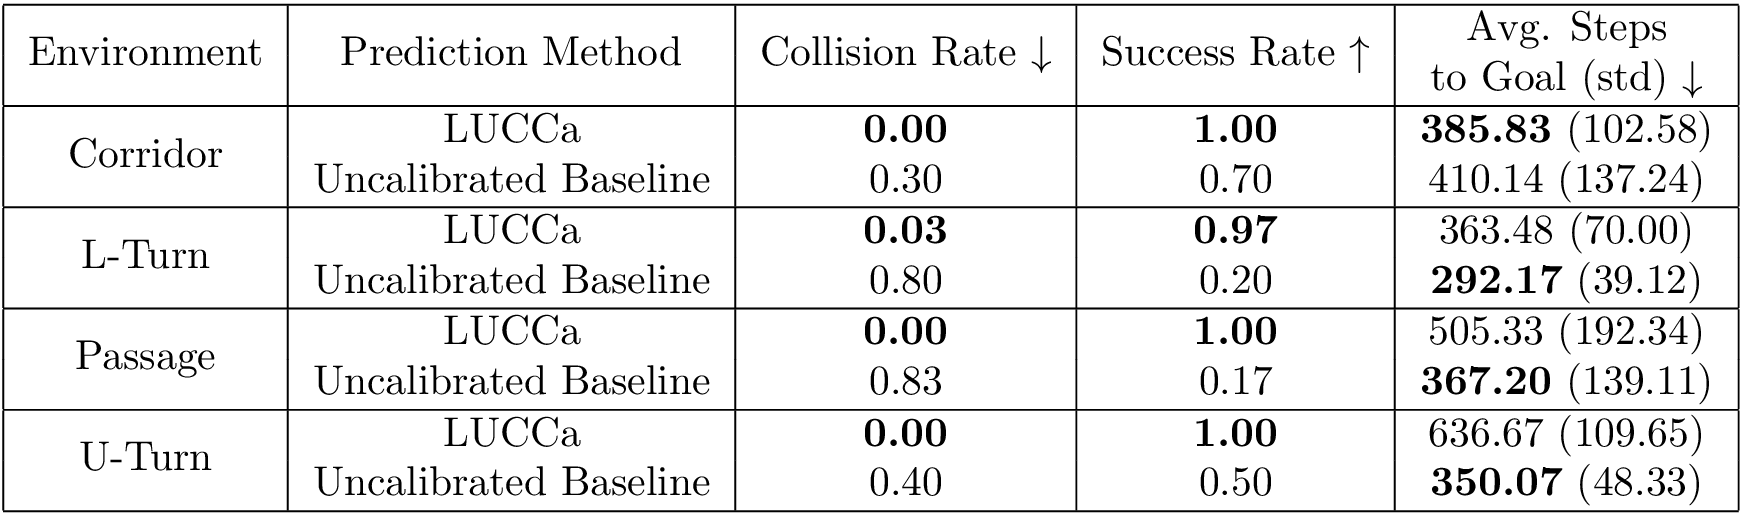 Environment Prediction Method Collision Rate ↓ Success Rate ↑ Avg. Steps to Goal (std) ↓
Corridor LUCCa 0.00 1.00 385.83 (102.58)
Uncalibrated Baseline 0.30 0.70 410.14 (137.24)
L-Turn LUCCa 0.03 0.97 363.48 (70.00)
Uncalibrated Baseline 0.80 0.20 292.17 (39.12)
Passage LUCCa 0.00 1.00 505.33 (192.34)
Uncalibrated Baseline 0.83 0.17 367.20 (139.11)
U-Turn LUCCa 0.00 1.00 636.67 (109.65)
Uncalibrated Baseline 0.40 0.50 350.07 (48.33)